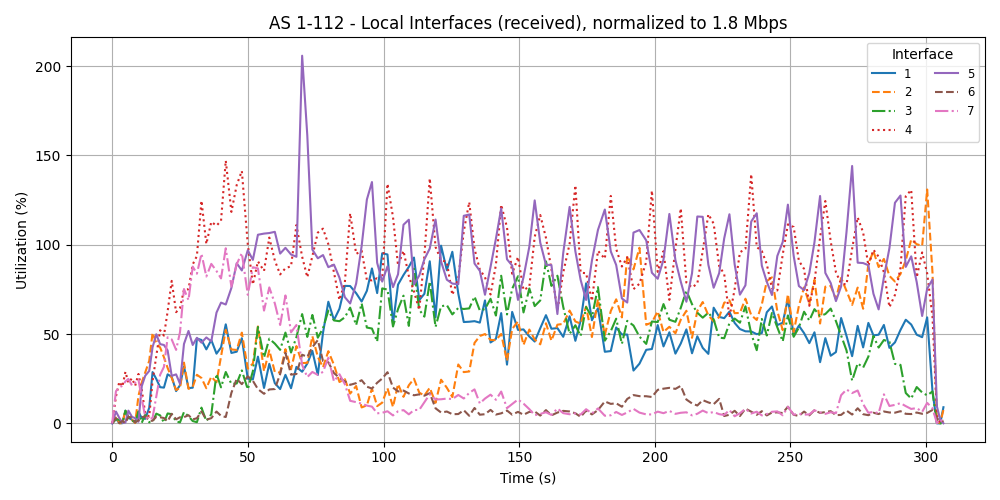 AS 1-112 - Local Interfaces (received), normalized to 1.8 Mbps
Utilization (%)
200
150
100
50
0
0 50 100 150 200 250 300
Time (s)
Interface
1 5
2 6
3 7
4